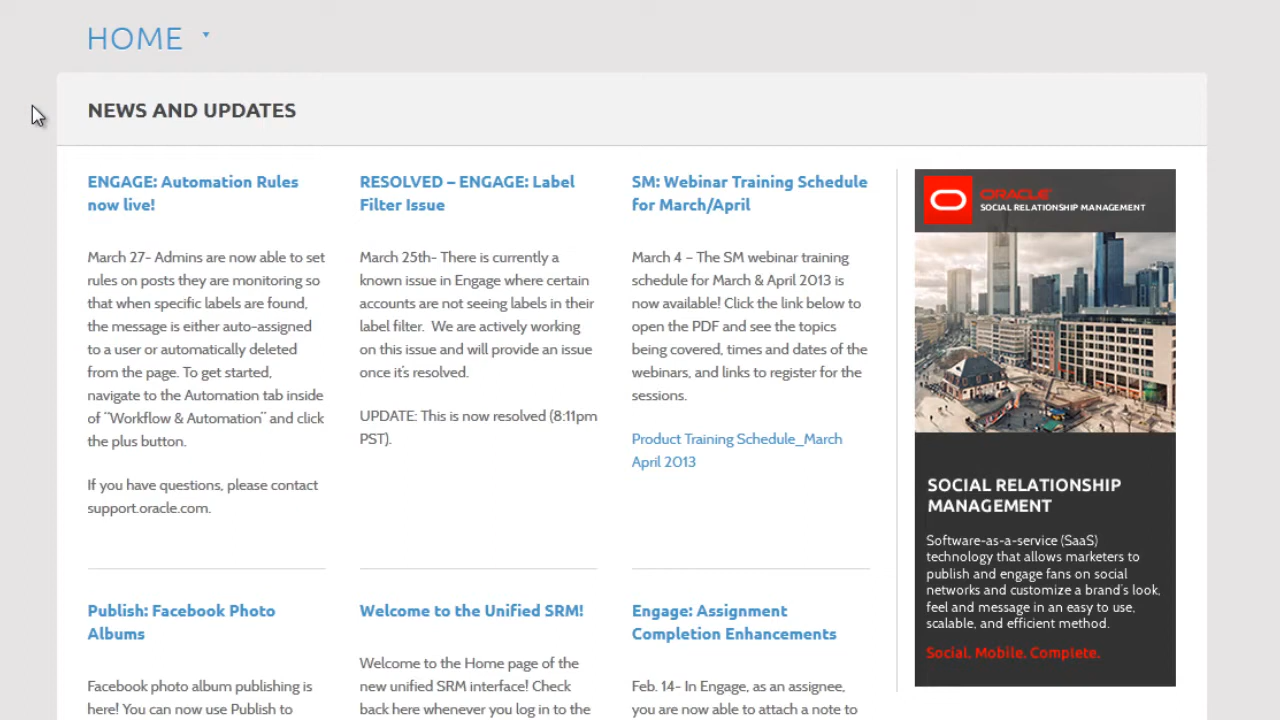 HOME
NEWS AND UPDATES
ENGAGE: Automation Rules
now live!
March 27- Admins are now able to set
rules on posts they are monitoring so
that when specific labels are found,
the message is either auto-assigned
to a user or automatically deleted
from the page. To get started,
navigate to the Automation tab inside
of "Workflow & Automation" and click
the plus button.
If you have questions, please contact
support.oracle.com.
RESOLVED – ENGAGE: Label
Filter Issue
March 25th- There is currently a
known issue in Engage where certain
accounts are not seeing labels in their
label filter. We are actively working
on this issue and will provide an issue
once it's resolved.
UPDATE: This is now resolved (8:11pm
PST).
SM: Webinar Training Schedule
for March/April
March 4 – The SM webinar training
schedule for March & April 2013 is
now available! Click the link below to
open the PDF and see the topics
being covered, times and dates of the
webinars, and links to register for the
sessions.
Product Training Schedule_March
April 2013
Publish: Facebook Photo
Albums
Facebook photo album publishing is
here! You can now use Publish to
Welcome to the Unified SRM!
Welcome to the Home page of the
new unified SRM interface! Check
back here whenever you log in to the
Engage: Assignment
Completion Enhancements
Feb. 14- In Engage, as an assignee,
you are now able to attach a note to
ORACLE
SOCIAL RELATIONSHIP MANAGEMENT
SOCIAL RELATIONSHIP
MANAGEMENT
Software-as-a-service (SaaS)
technology that allows marketers to
publish and engage fans on social
networks and customize a brand's look,
feel and message in an easy to use,
scalable, and efficient method.
Social. Mobile. Complete.